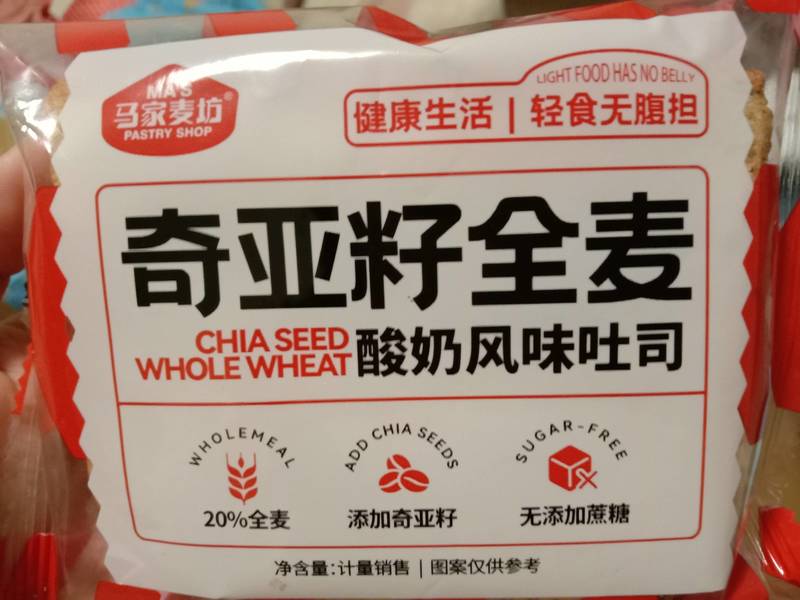 MA'S
马家麦坊®
PASTRY SHOP
LIGHT FOOD HAS NO BELLY
健康生活 | 轻食无腹担
奇亚籽全麦
CHIA SEED
WHOLE WHEAT
酸奶风味吐司
WHOLEMEAL
20%全麦
ADD CHIA SEEDS
添加奇亚籽
SUGAR-FREE
无添加蔗糖
净含量:计量销售 | 图案仅供参考